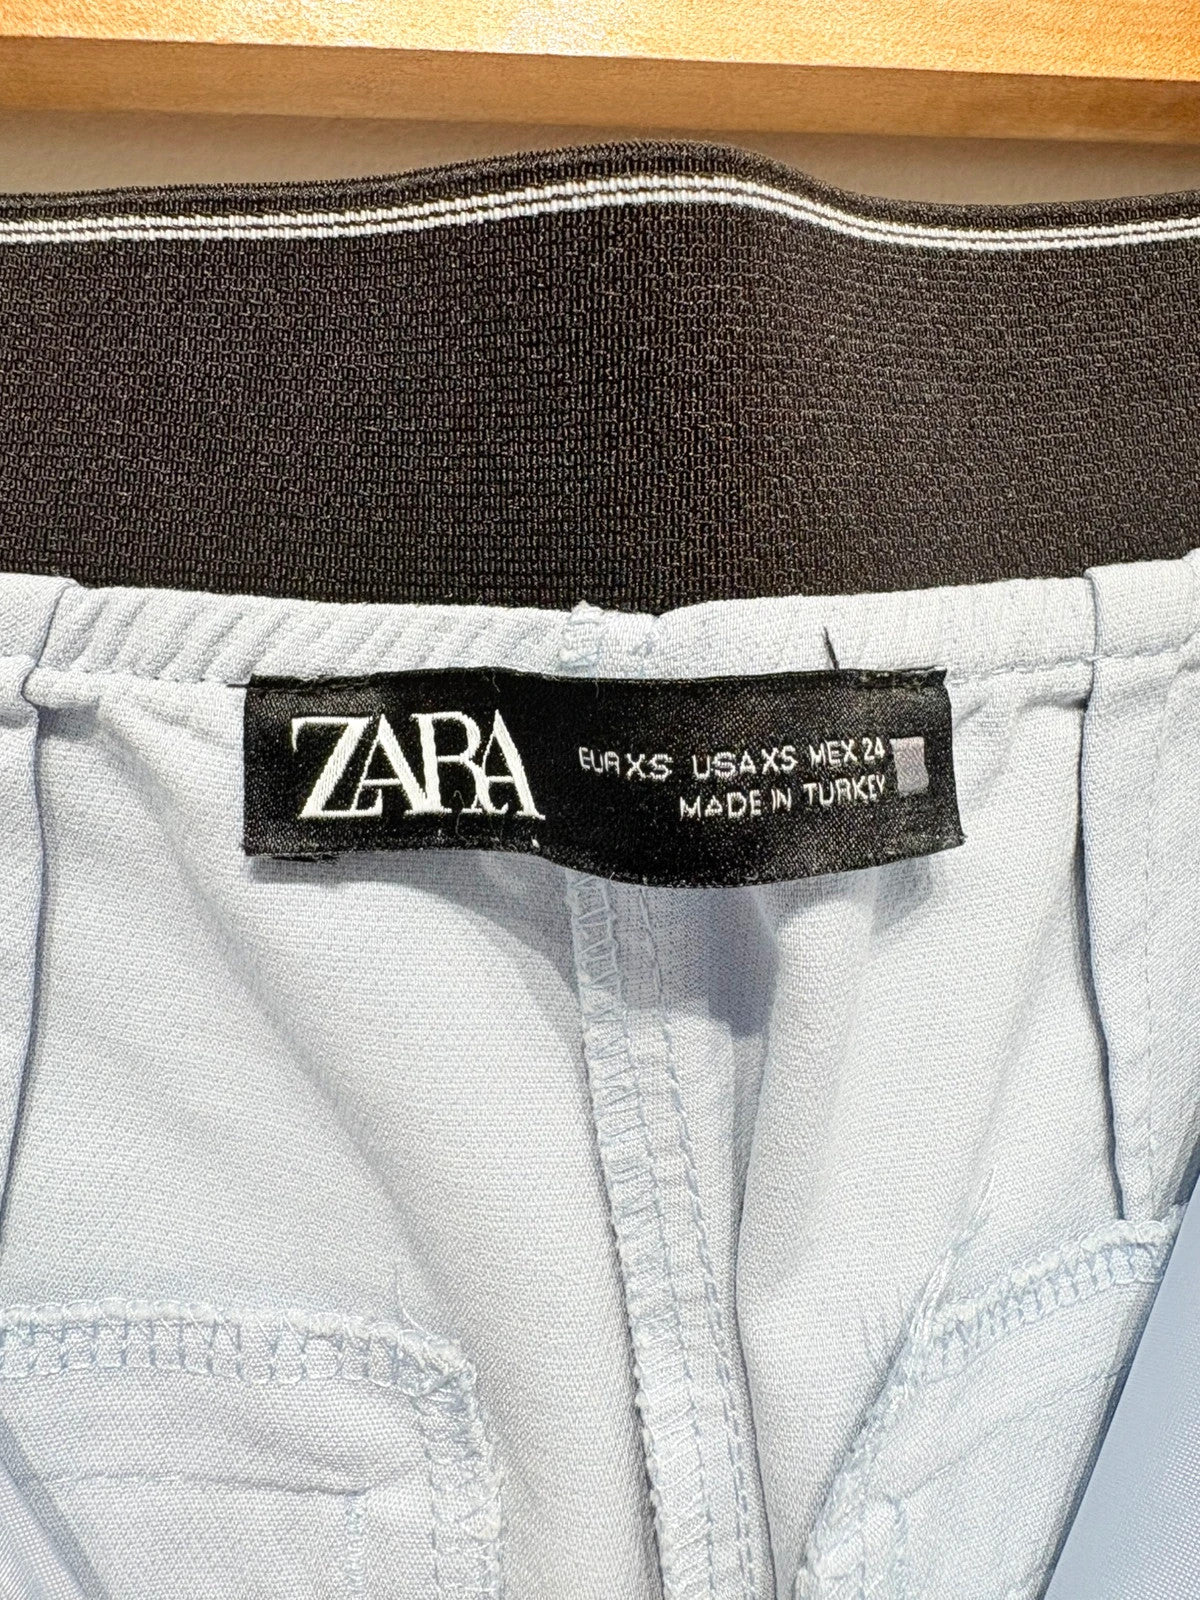 ZARA
EUR XS USA XS MEX 24
MADE IN TURKEY